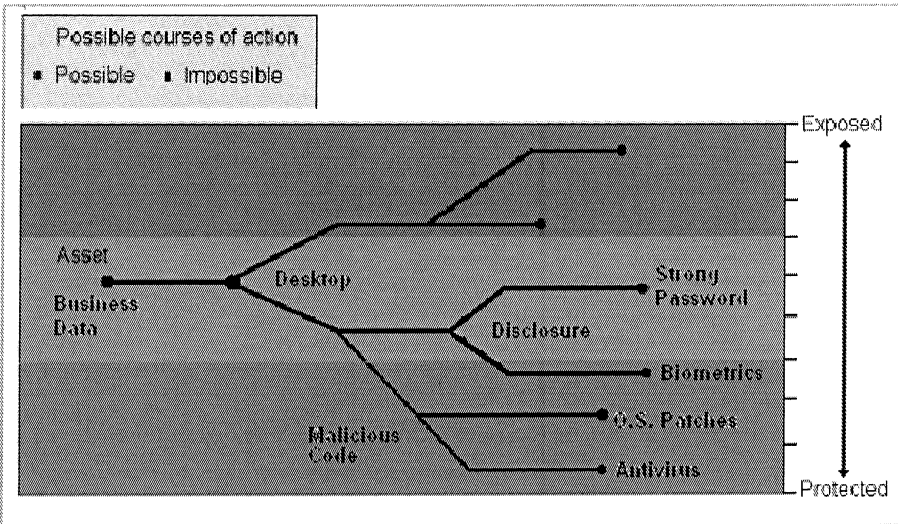 Possible courses of action
Possible Impossible
Exposed
Asset
Business
Data
Desktop
Strong
Password
Disclosure
Biometrics
O.S. Patches
Malicious
Code
Antivirus
Protected